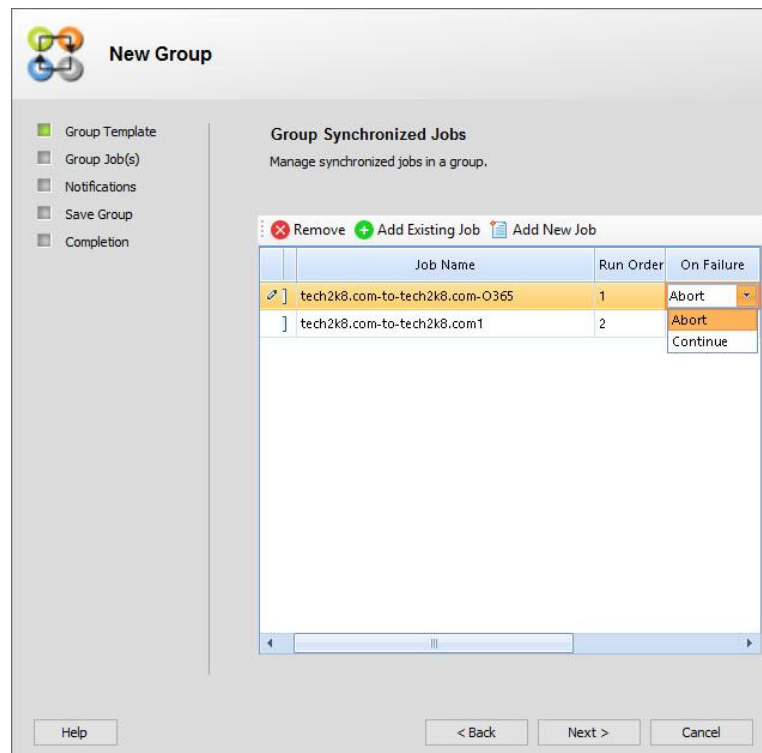 New Group
Group Template
Group Job(s)
Notifications
Save Group
Completion
Group Synchronized Jobs
Manage synchronized jobs in a group.
Remove Add Existing Job Add New Job
Job Name Run Order On Failure
tech2k8.com-to-tech2k8.com-O365 1 Abort
tech2k8.com-to-tech2k8.com1 2 Abort
Continue
Help < Back Next > Cancel